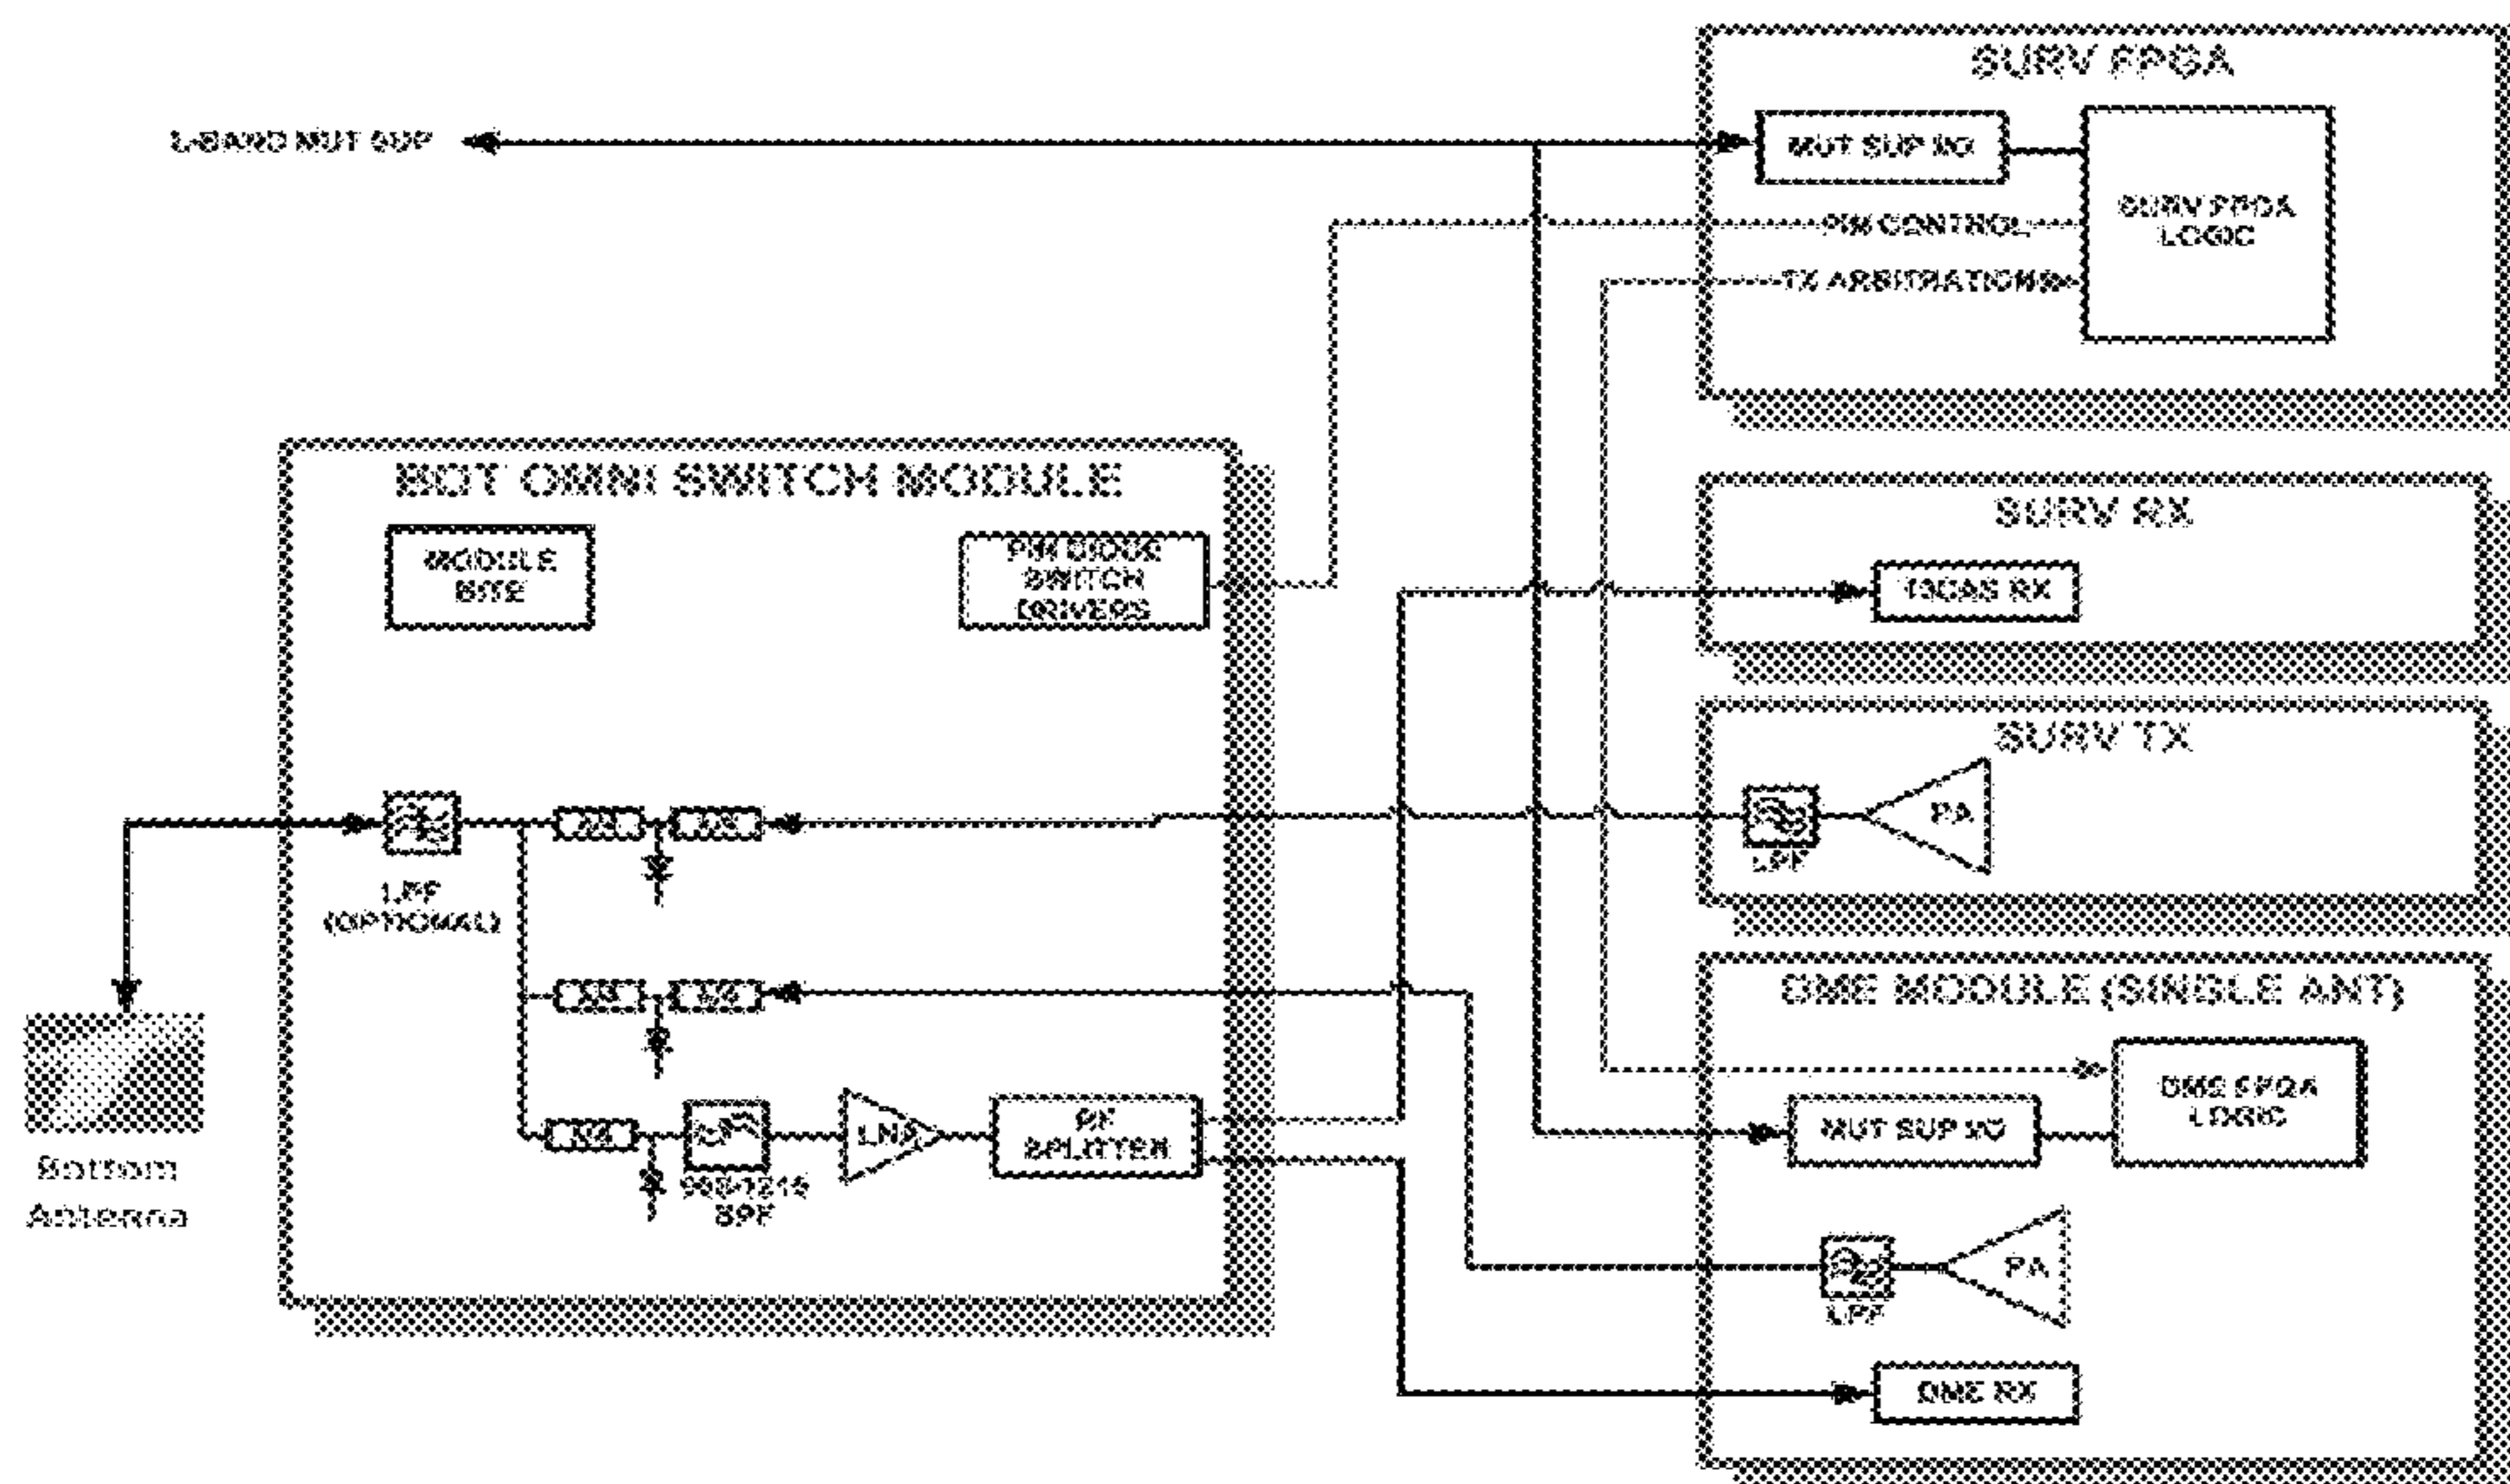 SURV FPGA
L-BAND MUT SUP
MUT SUP I/O
SURV FPGA
LOGIC
PIN CONTROL
TX ARBITRATIONS
BOT OMNI SWITCH MODULE
MODULE
BITE
PIN DIODE
SWITCH
DRIVERS
SURV RX
T3CAS RX
SURV TX
PA
LPF
LPF
(OPTIONAL)
DME MODULE (SINGLE ANT)
DME FPGA
LOGIC
MUT SUP I/O
LNA
RF
SPLITTER
BPF
Bottom
Antenna
PA
LPF
DME RX